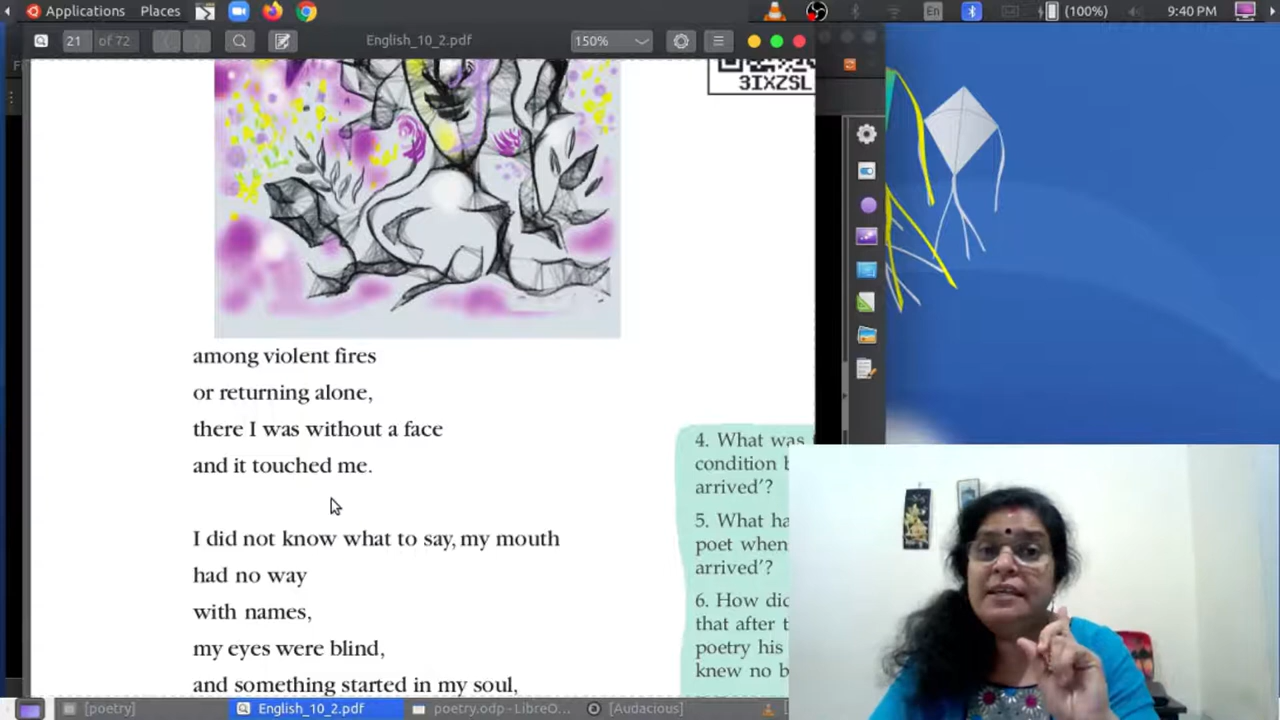 Applications Places En (100%) 9:40 PM
21 of 72 English_10_2.pdf 150%
3IXZSL
among violent fires
or returning alone,
there I was without a face
and it touched me.
I did not know what to say, my mouth
had no way
with names,
my eyes were blind,
and something started in my soul,
4. What was
condition b
arrived'?
5. What ha
poet when
arrived'?
6. How did
that after t
poetry his
knew no b
[poetry] English_10_2.pdf poetry.odp - LibreO... [Audacious]